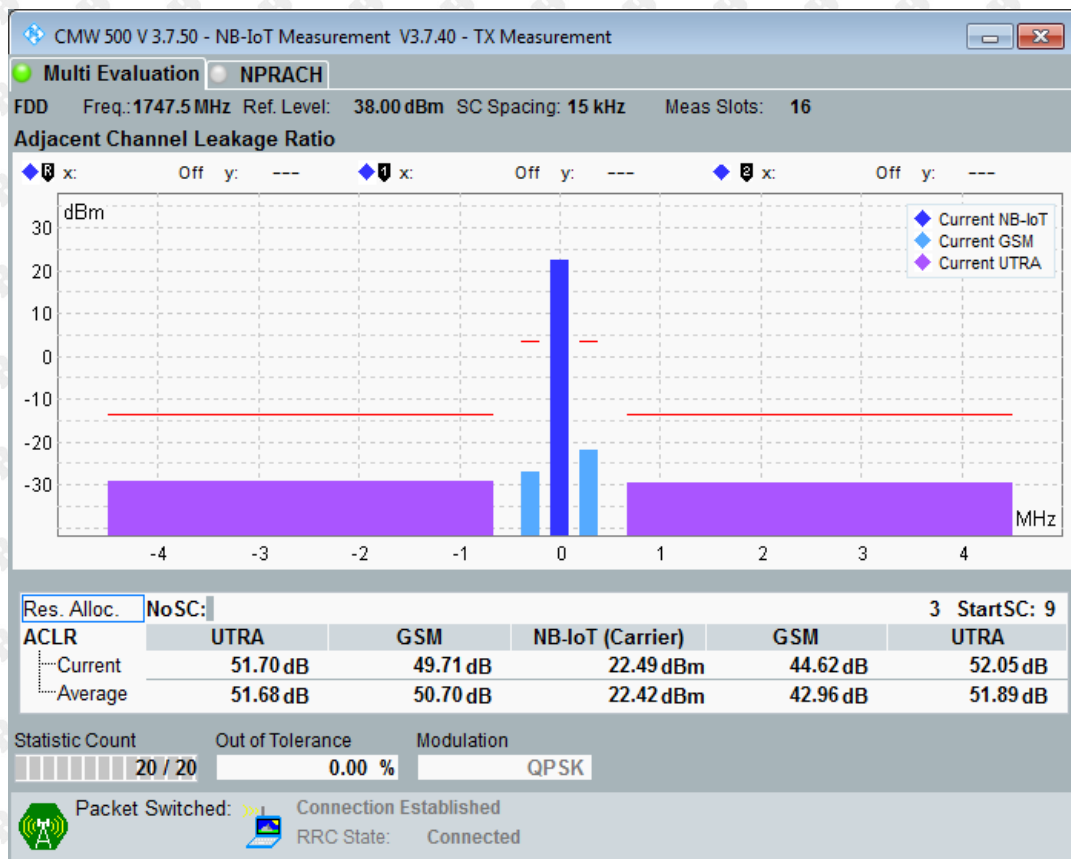 CMW 500 V 3.7.50 - NB-IoT Measurement V3.7.40 - TX Measurement
Multi Evaluation NPRACH
FDD Freq.: 1747.5 MHz Ref. Level: 38.00 dBm SC Spacing: 15 kHz Meas Slots: 16
Adjacent Channel Leakage Ratio
R x: Off y: --- 1 x: Off y: --- 2 x: Off y: ---
dBm
30
20
10
0
-10
-20
-30
Current NB-IoT
Current GSM
Current UTRA
MHz
-4 -3 -2 -1 0 1 2 3 4
Res. Alloc. NoSC: 3 StartSC: 9
ACLR UTRA GSM NB-IoT (Carrier) GSM UTRA
Current 51.70 dB 49.71 dB 22.49 dBm 44.62 dB 52.05 dB
Average 51.68 dB 50.70 dB 22.42 dBm 42.96 dB 51.89 dB
Statistic Count Out of Tolerance Modulation
20 / 20 0.00 % QPSK
Packet Switched: Connection Established
RRC State: Connected